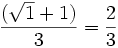 (√1 + 1) / 3 = 2 / 3